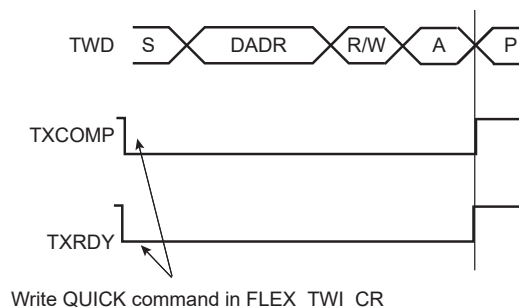 TWD S DADR R/W A P
TXCOMP
TXRDY
Write QUICK command in FLEX_TWI_CR